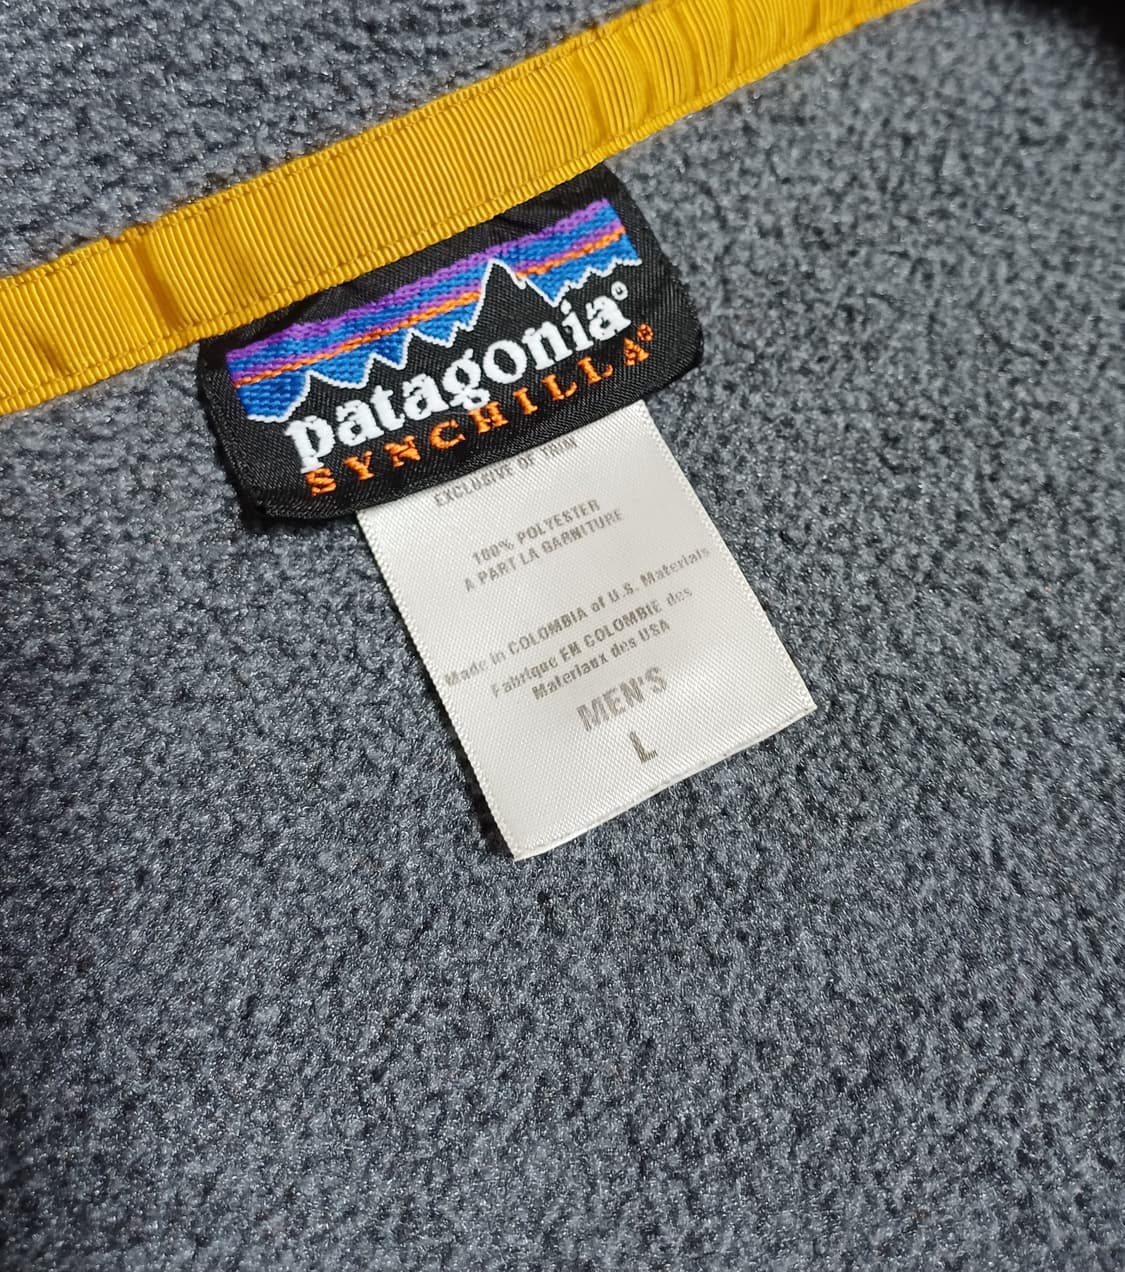 patagonia®
SYNCHILLA®
EXCLUSIVE OF TRIM
100% POLYESTER
A PART LA GARNITURE
Made in COLOMBIA of U.S. Materials
Fabrique EN COLOMBIE des
Materiaux des USA
MEN'S
L